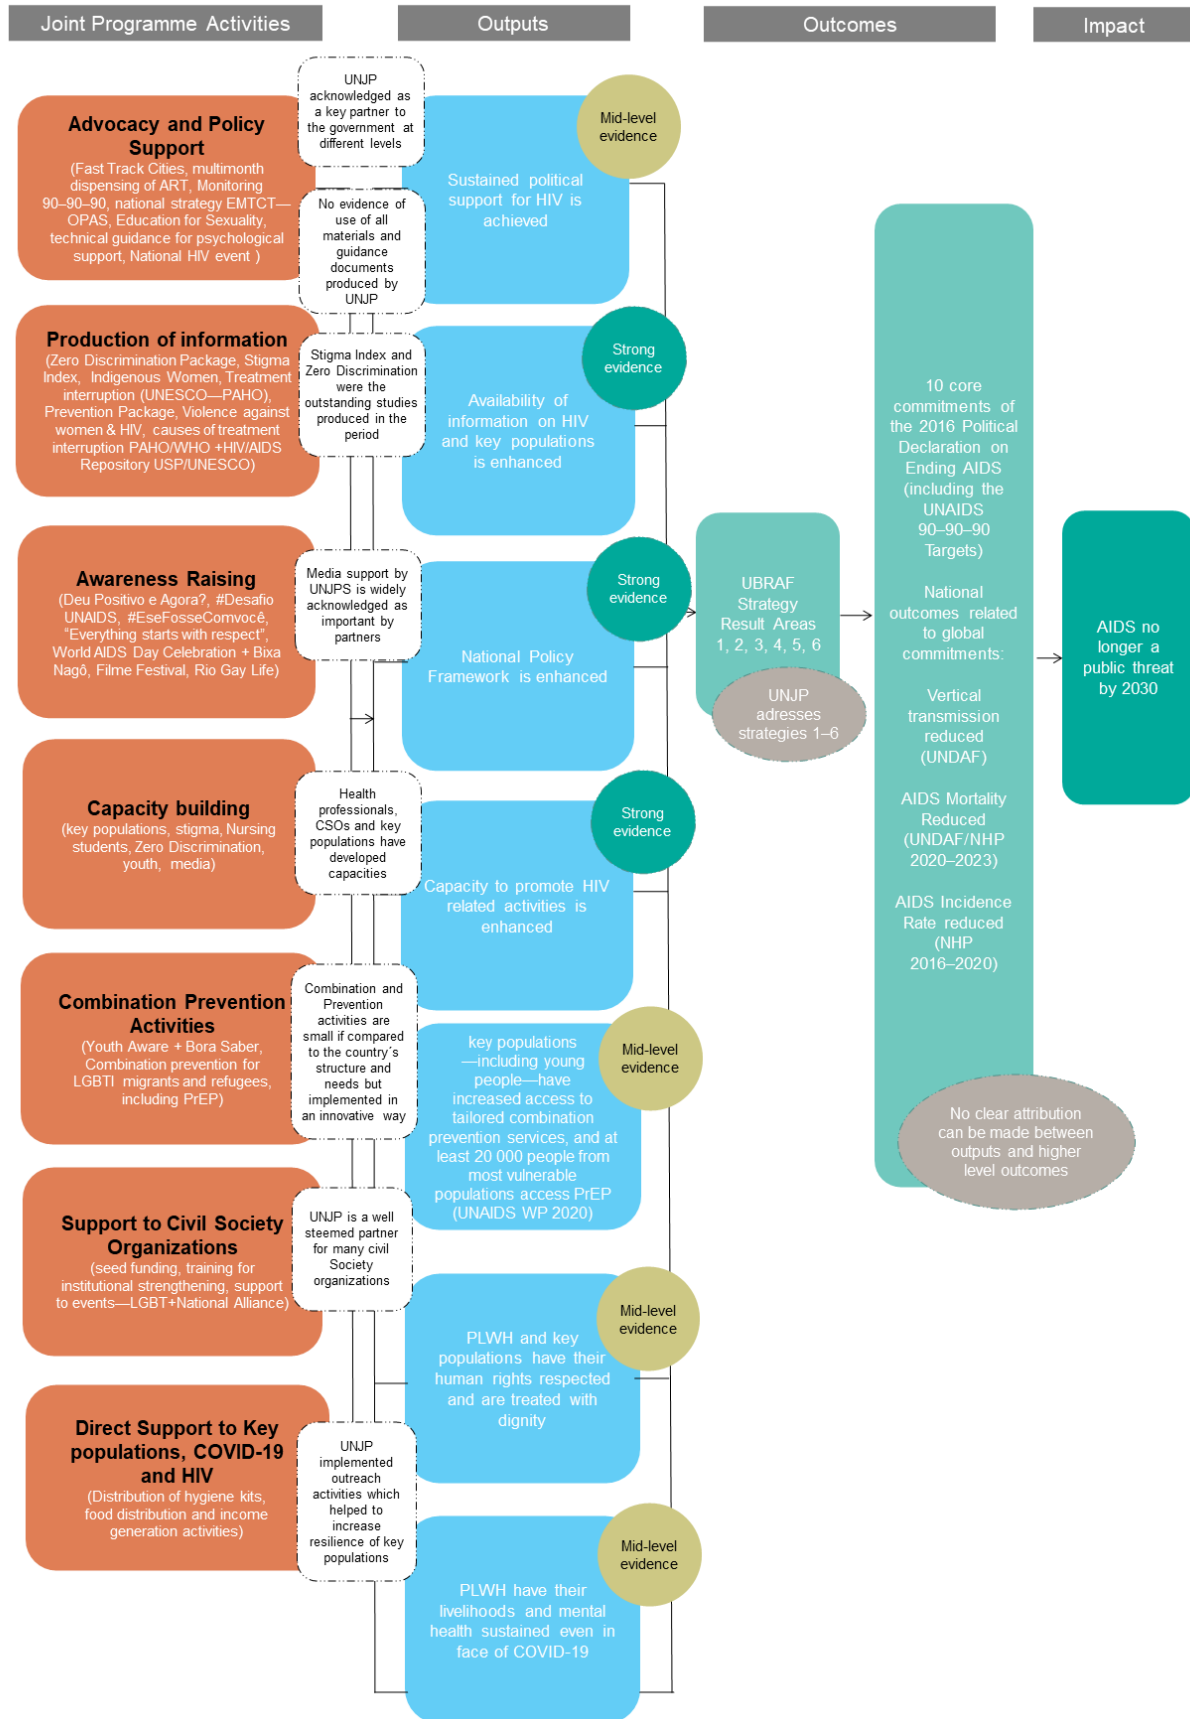 Joint Programme Activities
Outputs
Outcomes
Impact
Advocacy and Policy
Support
(Fast Track Cities, multimonth
dispensing of ART, Monitoring
90–90–90, national strategy EMTCT—
OPAS, Education for Sexuality,
technical guidance for psychological
support, National HIV event )
UNJP
acknowledged as
a key partner to
the government at
different levels
No evidence of
use of all
materials and
guidance
documents
produced by
UNJP
Sustained political
support for HIV is
achieved
Mid-level
evidence
Production of information
(Zero Discrimination Package, Stigma
Index, Indigenous Women, Treatment
interruption (UNESCO—PAHO),
Prevention Package, Violence against
women & HIV, causes of treatment
interruption PAHO/WHO +HIV/AIDS
Repository USP/UNESCO)
Stigma Index and
Zero Discrimination
were the
outstanding studies
produced in the
period
Availability of
information on HIV
and key populations
is enhanced
Strong
evidence
Awareness Raising
(Deu Positivo e Agora?, #Desafio
UNAIDS, #EseFosseComvocê,
"Everything starts with respect",
World AIDS Day Celebration + Bixa
Nagô, Filme Festival, Rio Gay Life)
Media support by
UNJPS is widely
acknowledged as
important by
partners
National Policy
Framework is enhanced
Strong
evidence
Capacity building
(key populations, stigma, Nursing
students, Zero Discrimination,
youth, media)
Health
professionals,
CSOs and key
populations have
developed
capacities
Capacity to promote HIV
related activities is
enhanced
Strong
evidence
Combination Prevention
Activities
(Youth Aware + Bora Saber,
Combination prevention for
LGBTI migrants and refugees,
including PrEP)
Combination and
Prevention
activities are
small if compared
to the country´s
structure and
needs but
implemented in
an innovative way
key populations
—including young
people—have
increased access to
tailored combination
prevention services, and at
least 20 000 people from
most vulnerable
populations access PrEP
(UNAIDS WP 2020)
Mid-level
evidence
Support to Civil Society
Organizations
(seed funding, training for
institutional strengthening, support
to events—LGBT+National Alliance)
UNJP is a well
steemed partner
for many civil
Society
organizations
PLWH and key
populations have their
human rights respected
and are treated with
dignity
Mid-level
evidence
Direct Support to Key
populations, COVID-19
and HIV
(Distribution of hygiene kits,
food distribution and income
generation activities)
UNJP
implemented
outreach
activities which
helped to
increase
resilience of key
populations
PLWH have their
livelihoods and mental
health sustained even in
face of COVID-19
Mid-level
evidence
UBRAF
Strategy
Result Areas
1, 2, 3, 4, 5, 6
UNJP
adresses
strategies 1–6
10 core
commitments of
the 2016 Political
Declaration on
Ending AIDS
(including the
UNAIDS
90–90–90
Targets)
National
outcomes related
to global
commitments:
Vertical
transmission
reduced
(UNDAF)
AIDS Mortality
Reduced
(UNDAF/NHP
2020–2023)
AIDS Incidence
Rate reduced
(NHP
2016–2020)
No clear attribution
can be made between
outputs and higher
level outcomes
AIDS no
longer a
public threat
by 2030